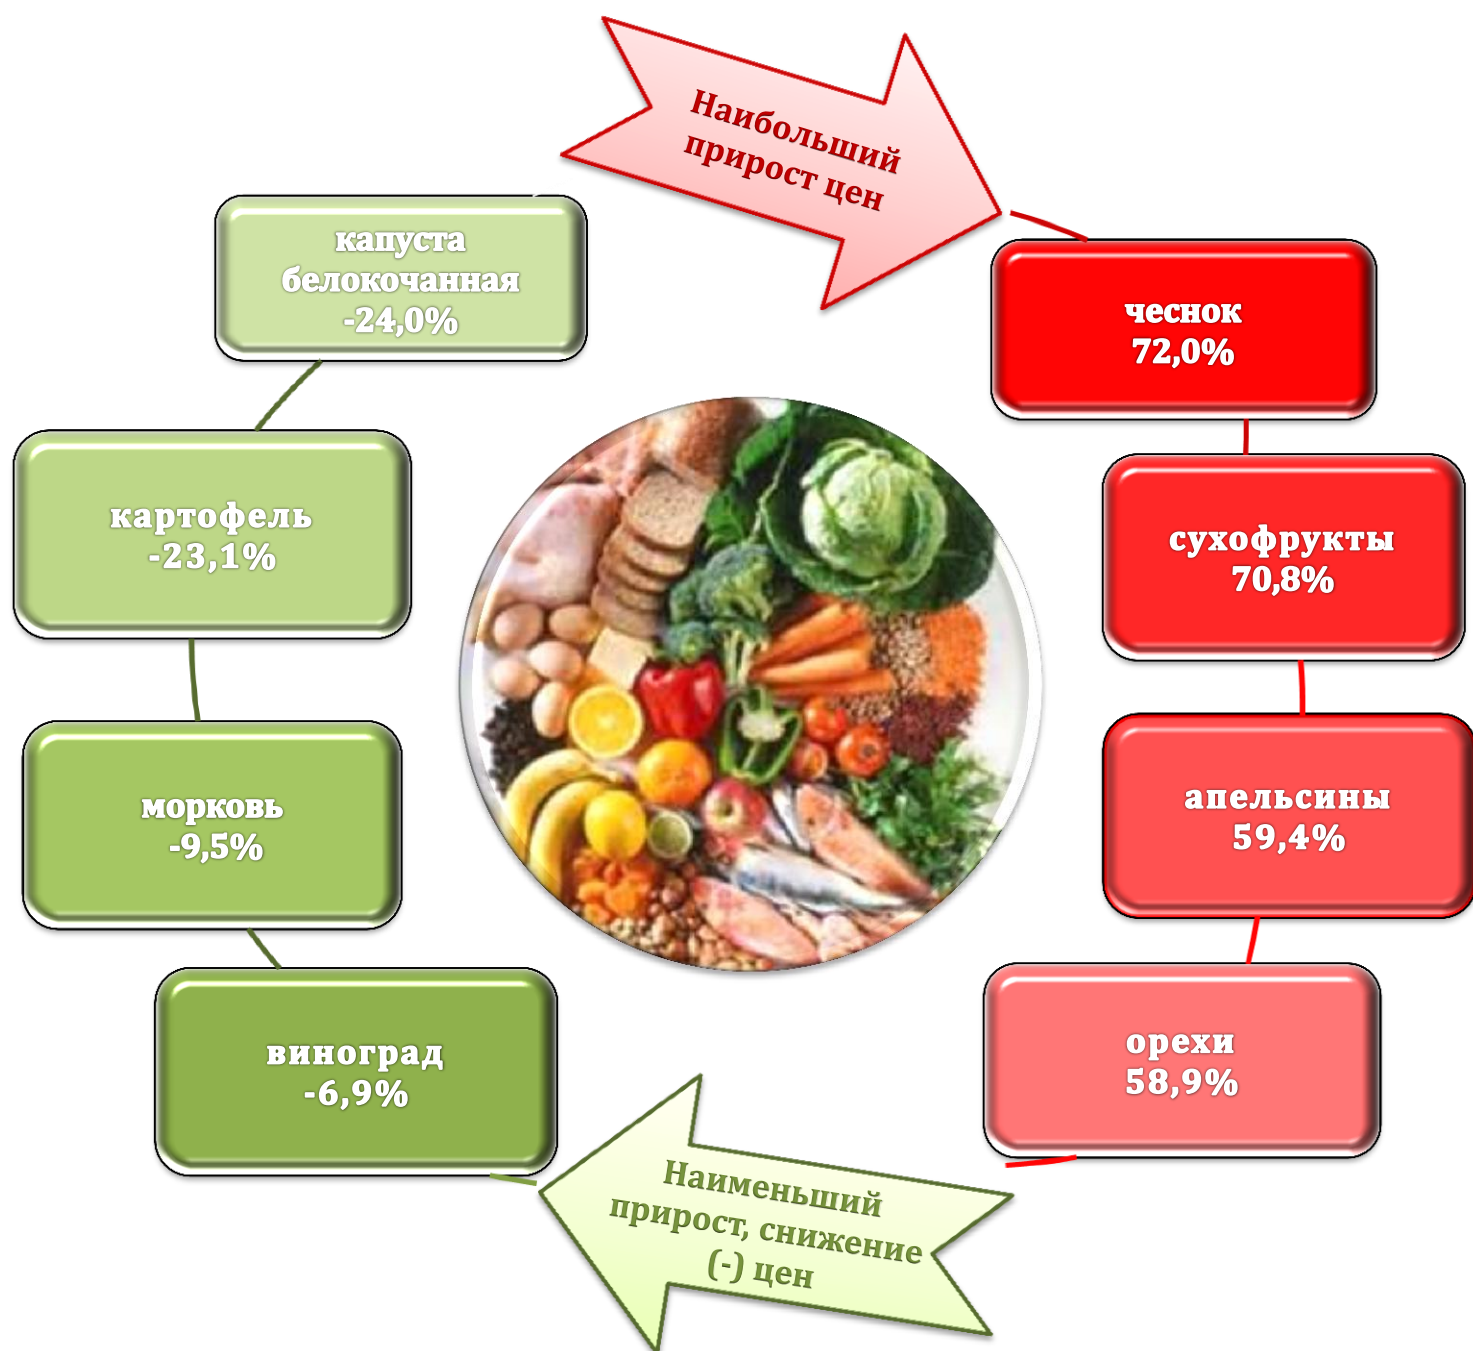 Наибольший
прирост цен
чеснок
72,0%
сухофрукты
70,8%
апельсины
59,4%
орехи
58,9%
Наименьший
прирост, снижение
(-) цен
виноград
-6,9%
морковь
-9,5%
картофель
-23,1%
капуста
белокочанная
-24,0%